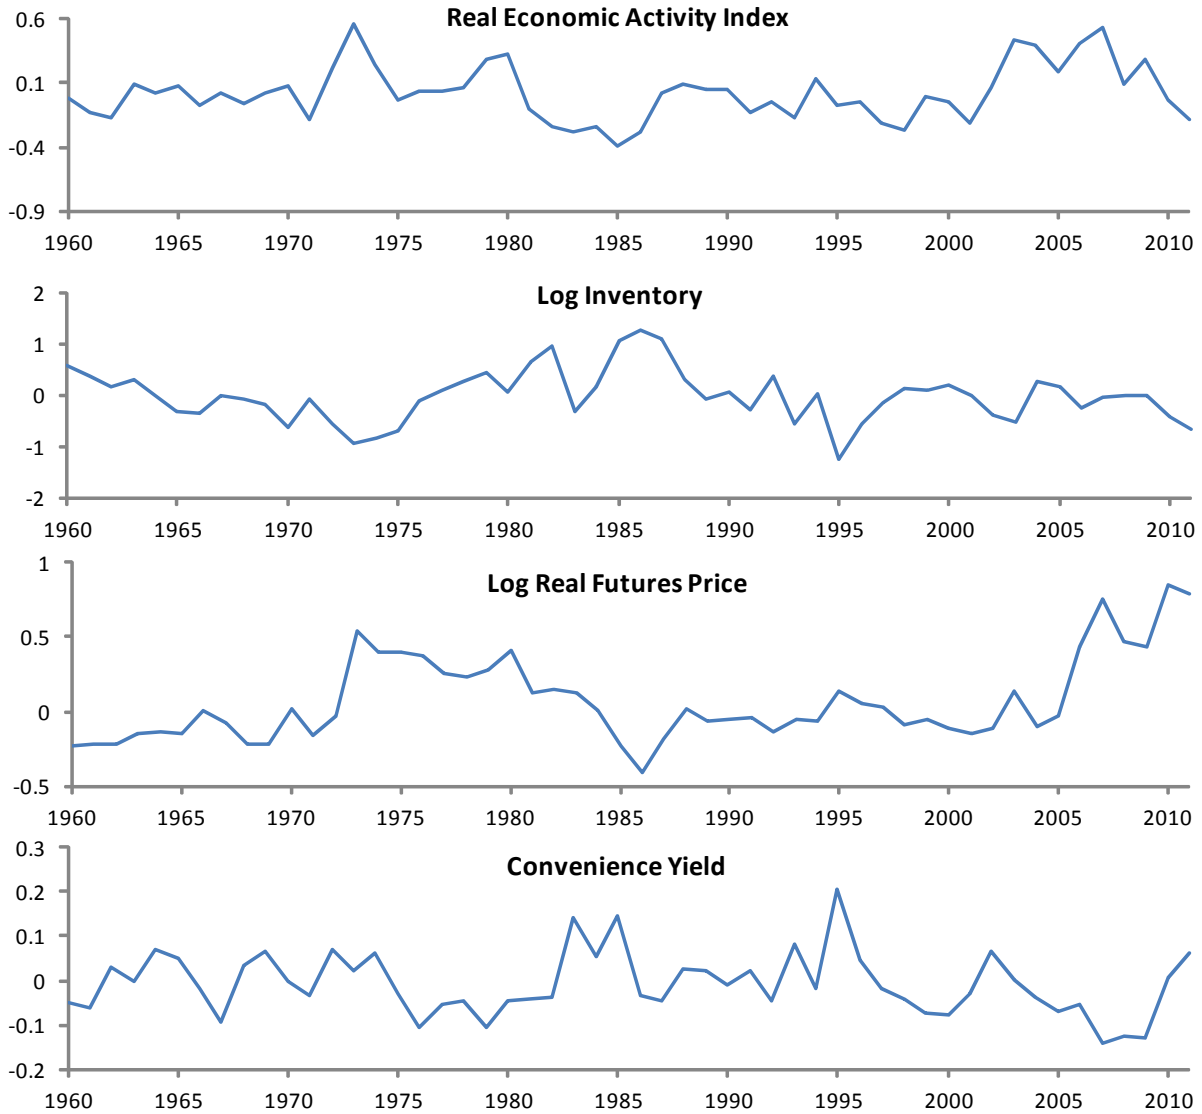 Real Economic Activity Index
0.6
0.1
-0.4
-0.9
1960 1965 1970 1975 1980 1985 1990 1995 2000 2005 2010
Log Inventory
2
1
0
-1
-2
1960 1965 1970 1975 1980 1985 1990 1995 2000 2005 2010
Log Real Futures Price
1
0.5
0
-0.5
1960 1965 1970 1975 1980 1985 1990 1995 2000 2005 2010
Convenience Yield
0.3
0.2
0.1
0
-0.1
-0.2
1960 1965 1970 1975 1980 1985 1990 1995 2000 2005 2010